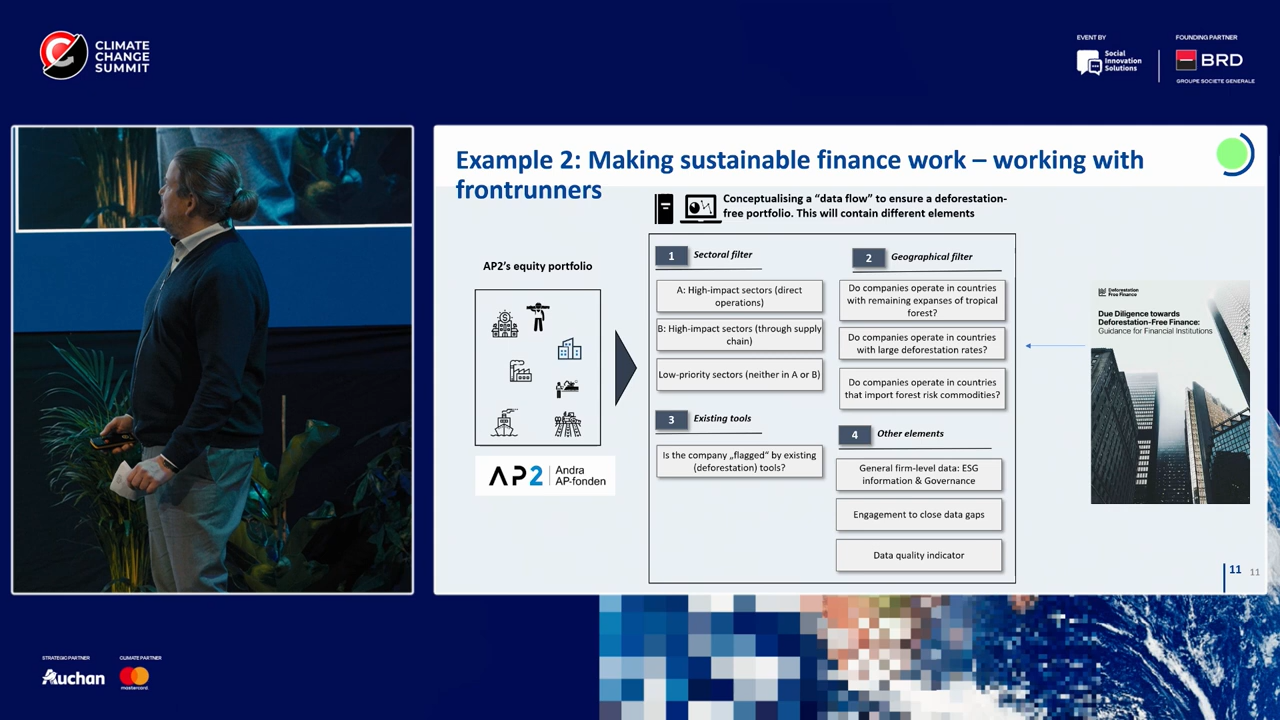 CLIMATE
CHANGE
SUMMIT
EVENT BY
Social
Innovation
Solutions
FOUNDING PARTNER
BRD
GROUPE SOCIETE GENERALE
Example 2: Making sustainable finance work – working with
frontrunners
Conceptualising a “data flow” to ensure a deforestation-
free portfolio. This will contain different elements
AP2's equity portfolio
AP2
Andra
AP-fonden
1
Sectoral filter
A: High-impact sectors (direct
operations)
B: High-impact sectors (through supply
chain)
Low-priority sectors (neither in A or B)
2
Geographical filter
Do companies operate in countries
with remaining expanses of tropical
forest?
Do companies operate in countries
with large deforestation rates?
Do companies operate in countries
that import forest risk commodities?
3
Existing tools
Is the company „flagged“ by existing
(deforestation) tools?
4
Other elements
General firm-level data: ESG
information & Governance
Engagement to close data gaps
Data quality indicator
Deforestation
Free Finance
Due Diligence towards
Deforestation-Free Finance:
Guidance for Financial Institutions
11
11
STRATEGIC PARTNER
Auchan
CLIMATE PARTNER
mastercard